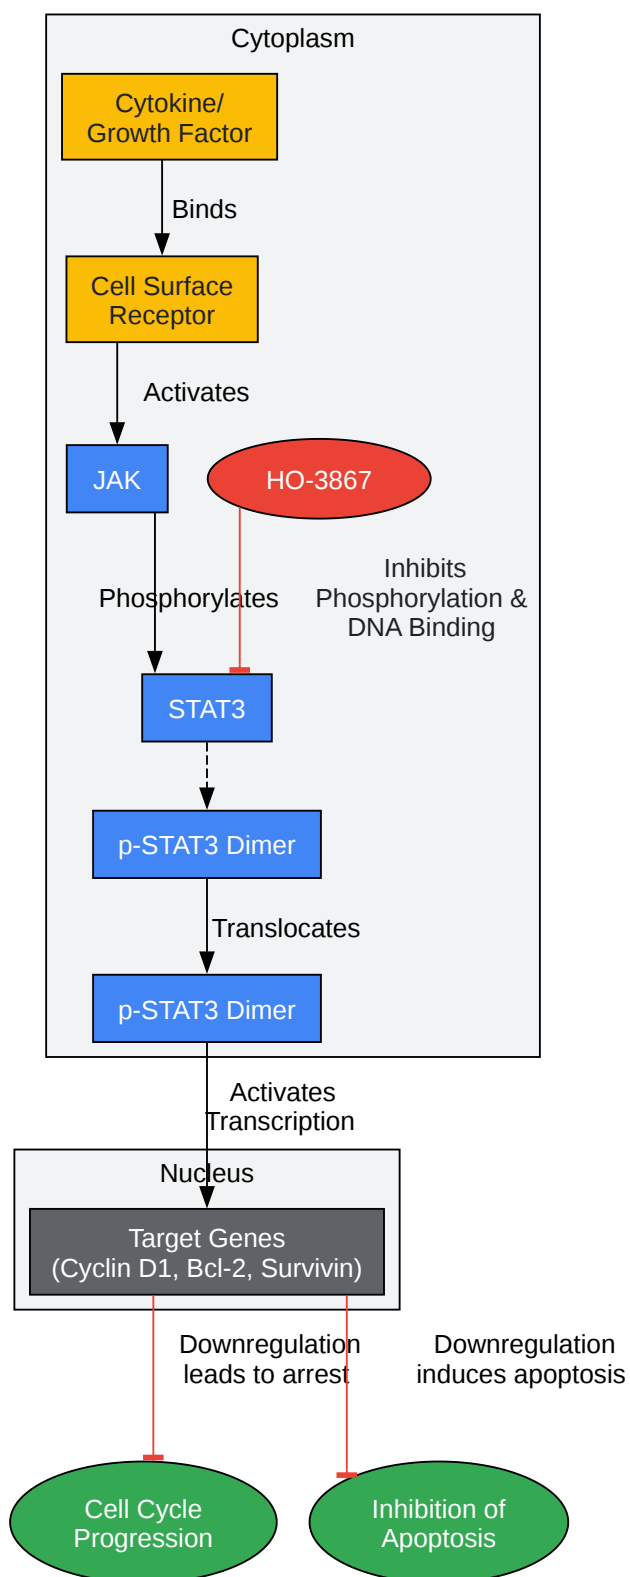 Cytoplasm
Cytokine/
Growth Factor
Binds
Cell Surface
Receptor
Activates
JAK
HO-3867
Phosphorylates
Inhibits
Phosphorylation &
DNA Binding
STAT3
p-STAT3 Dimer
Translocates
p-STAT3 Dimer
Activates
Transcription
Nucleus
Target Genes
(Cyclin D1, Bcl-2, Survivin)
Downregulation
leads to arrest
Downregulation
induces apoptosis
Cell Cycle
Progression
Inhibition of
Apoptosis